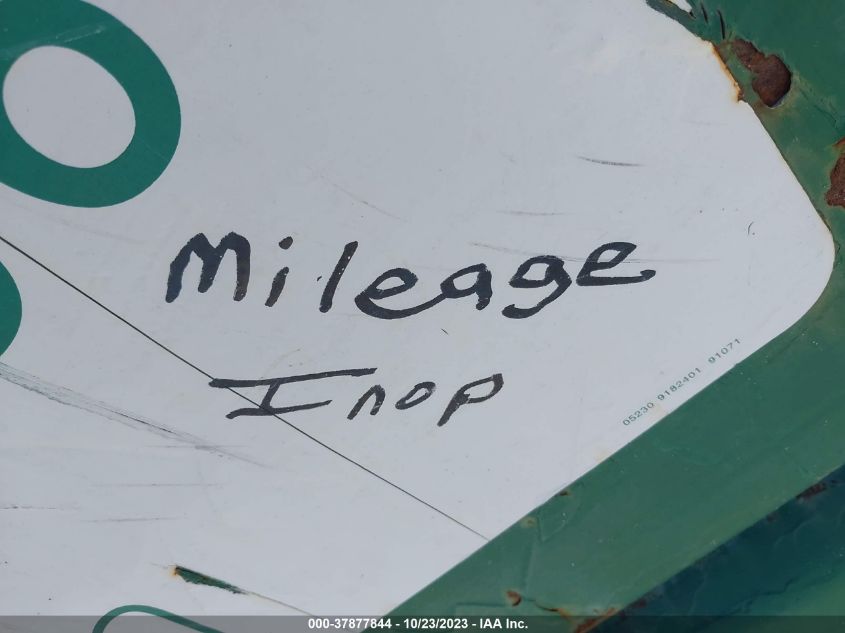 Mileage
Inop
05230 9182401 91071
000-37877844 - 10/23/2023 - IAA Inc.